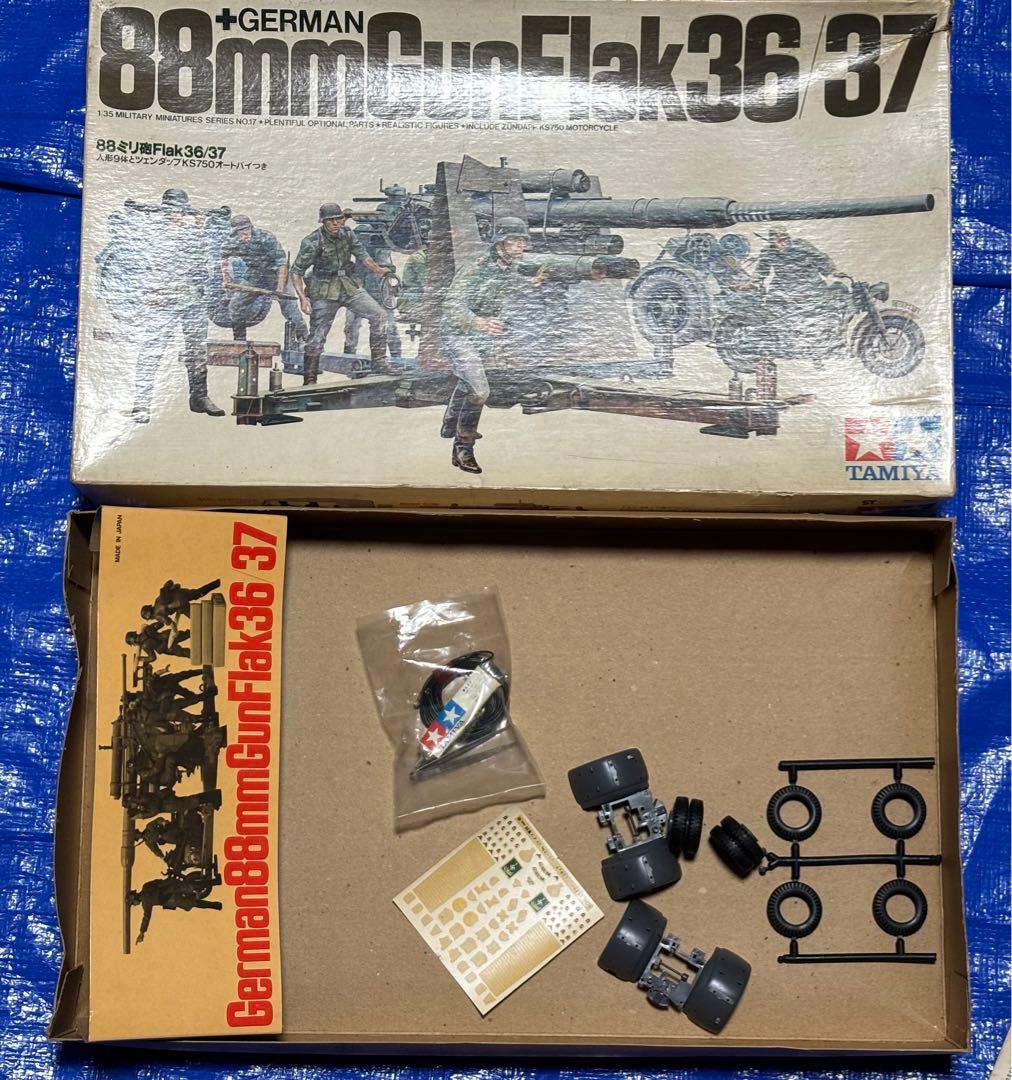 GERMAN
88mmGunFlak36/37
1:35 MILITARY MINIATURES SERIES NO.17 ★ PLENTIFUL OPTIONAL PARTS ★ REALISTIC FIGURES ★ INCLUDE ZUNDAPP KS750 MOTORCYCLE
88ミリ砲Flak36/37
人形9体とツェンダップKS750オートバイつき
TAMIYA
MADE IN JAPAN
German88mmGunFlak36/37
TAMIYA